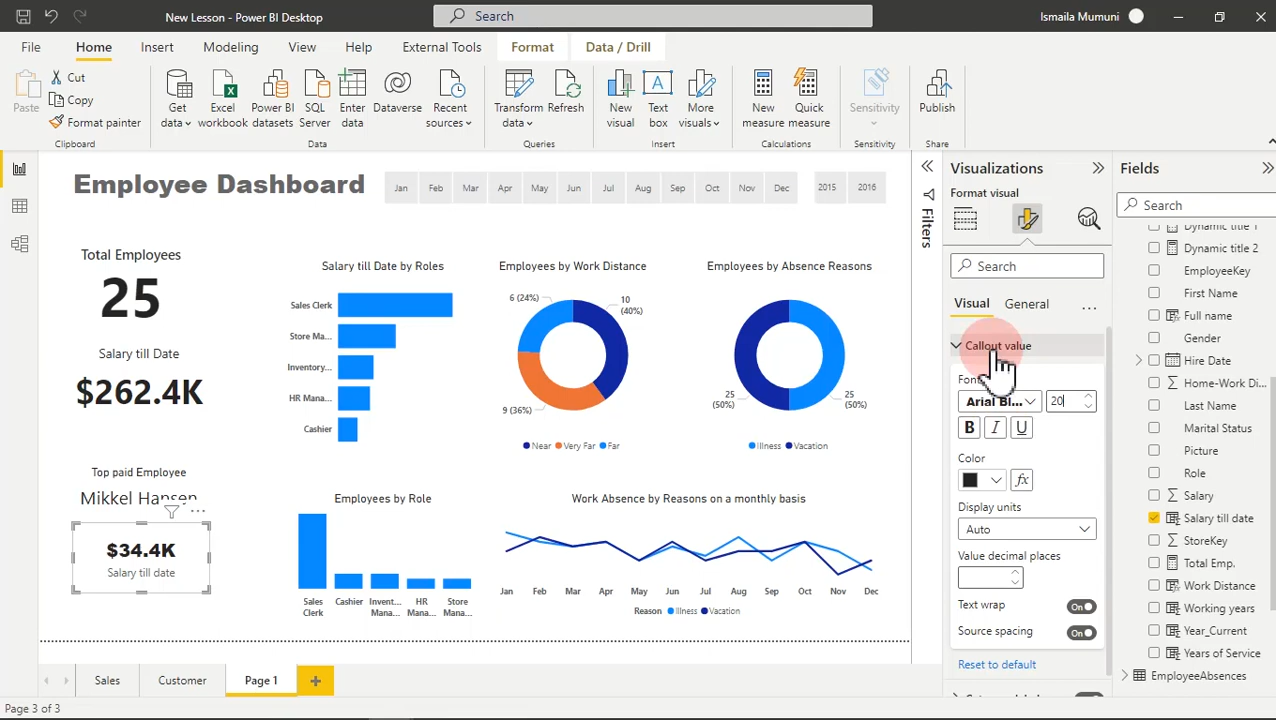 New Lesson - Power BI Desktop
Search
Ismaila Mumuni
File
Home
Insert
Modeling
View
Help
External Tools
Format
Data / Drill
Paste
Cut
Copy
Format painter
Clipboard
Get data
Excel workbook
Power BI datasets
SQL Server
Enter data
Dataverse
Recent sources
Data
Transform data
Refresh
Queries
New visual
Text box
More visuals
Insert
New measure
Quick measure
Calculations
Sensitivity
Sensitivity
Publish
Share
Employee Dashboard
Jan
Feb
Mar
Apr
May
Jun
Jul
Aug
Sep
Oct
Nov
Dec
2015
2016
Total Employees
25
Salary till Date
$262.4K
Top paid Employee
Mikkel Hansen
$34.4K
Salary till date
Salary till Date by Roles
Sales Clerk
Store Ma...
Inventory...
HR Mana...
Cashier
Employees by Work Distance
6 (24%)
10
(40%)
9 (36%)
Near
Very Far
Far
Employees by Absence Reasons
25
(50%)
25
(50%)
Illness
Vacation
Employees by Role
Sales
Clerk
Cashier
Invent...
Mana...
HR
Mana...
Store
Mana...
Work Absence by Reasons on a monthly basis
Jan
Feb
Mar
Apr
May
Jun
Jul
Aug
Sep
Oct
Nov
Dec
Reason
Illness
Vacation
Filters
Visualizations
Format visual
Search
Visual
General
...
Callout value
Font
Arial Bl...
20
B
I
U
Color
fx
Display units
Auto
Value decimal places
Text wrap
On
Source spacing
On
Reset to default
Fields
Search
Dynamic title 1
Dynamic title 2
EmployeeKey
First Name
Full name
Gender
Hire Date
Home-Work Di...
Last Name
Marital Status
Picture
Role
Salary
Salary till date
StoreKey
Total Emp.
Work Distance
Working years
Year_Current
Years of Service
EmployeeAbsences
Sales
Customer
Page 1
Page 3 of 3